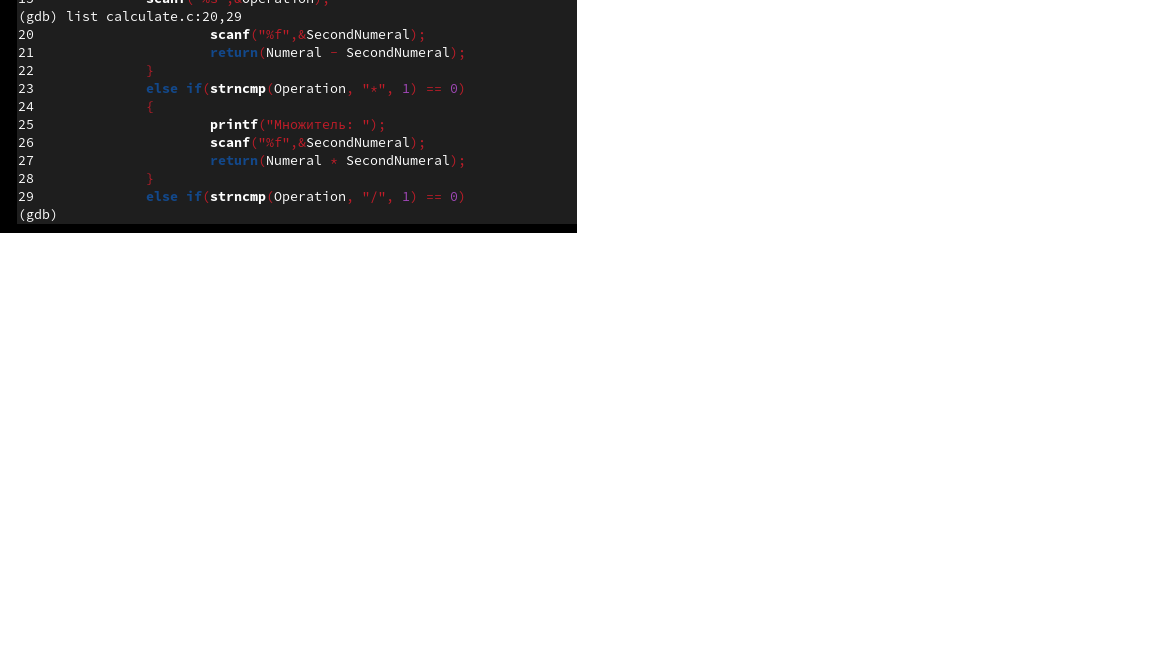 scanf("%s",&Operation);
(gdb) list calculate.c:20,29
20 scanf("%f",&SecondNumeral);
21 return(Numeral - SecondNumeral);
22 }
23 else if(strncmp(Operation, "*", 1) == 0)
24 {
25 printf("Множитель: ");
26 scanf("%f",&SecondNumeral);
27 return(Numeral * SecondNumeral);
28 }
29 else if(strncmp(Operation, "/", 1) == 0)
(gdb)